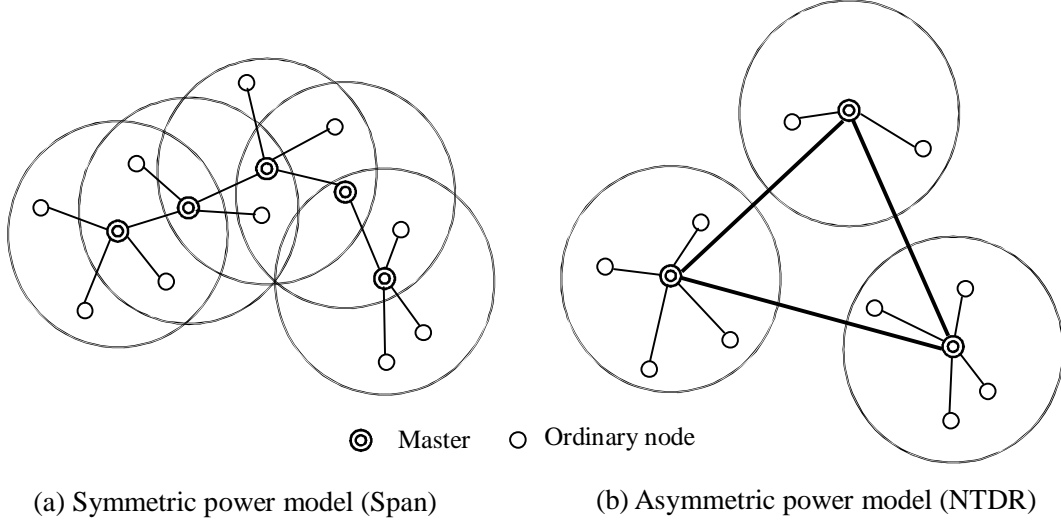 Master
Ordinary node
(a) Symmetric power model (Span)
(b) Asymmetric power model (NTDR)